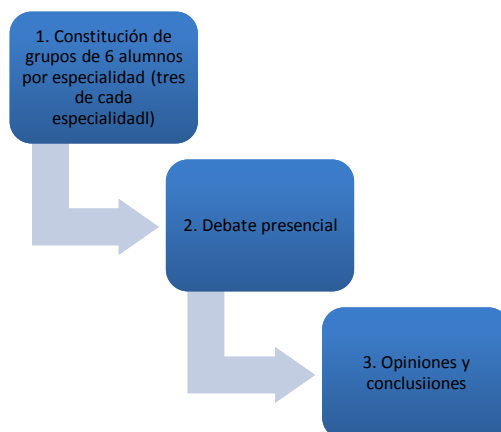 1. Constitución de
grupos de 6 alumnos
por especialidad (tres
de cada
especialidadl)
2. Debate presencial
3. Opiniones y
conclusiiones